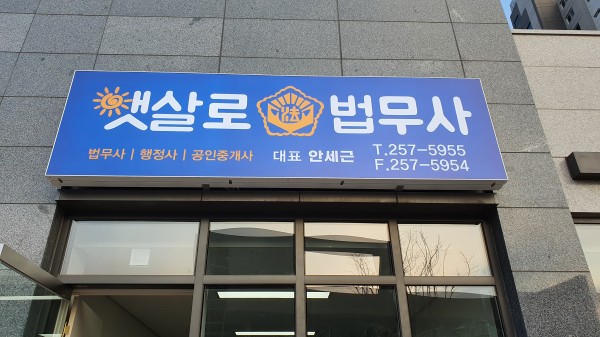 햇살로 법무사
법무사 | 행정사 | 공인중개사 대표 안세근
T.257-5955
F.257-5954